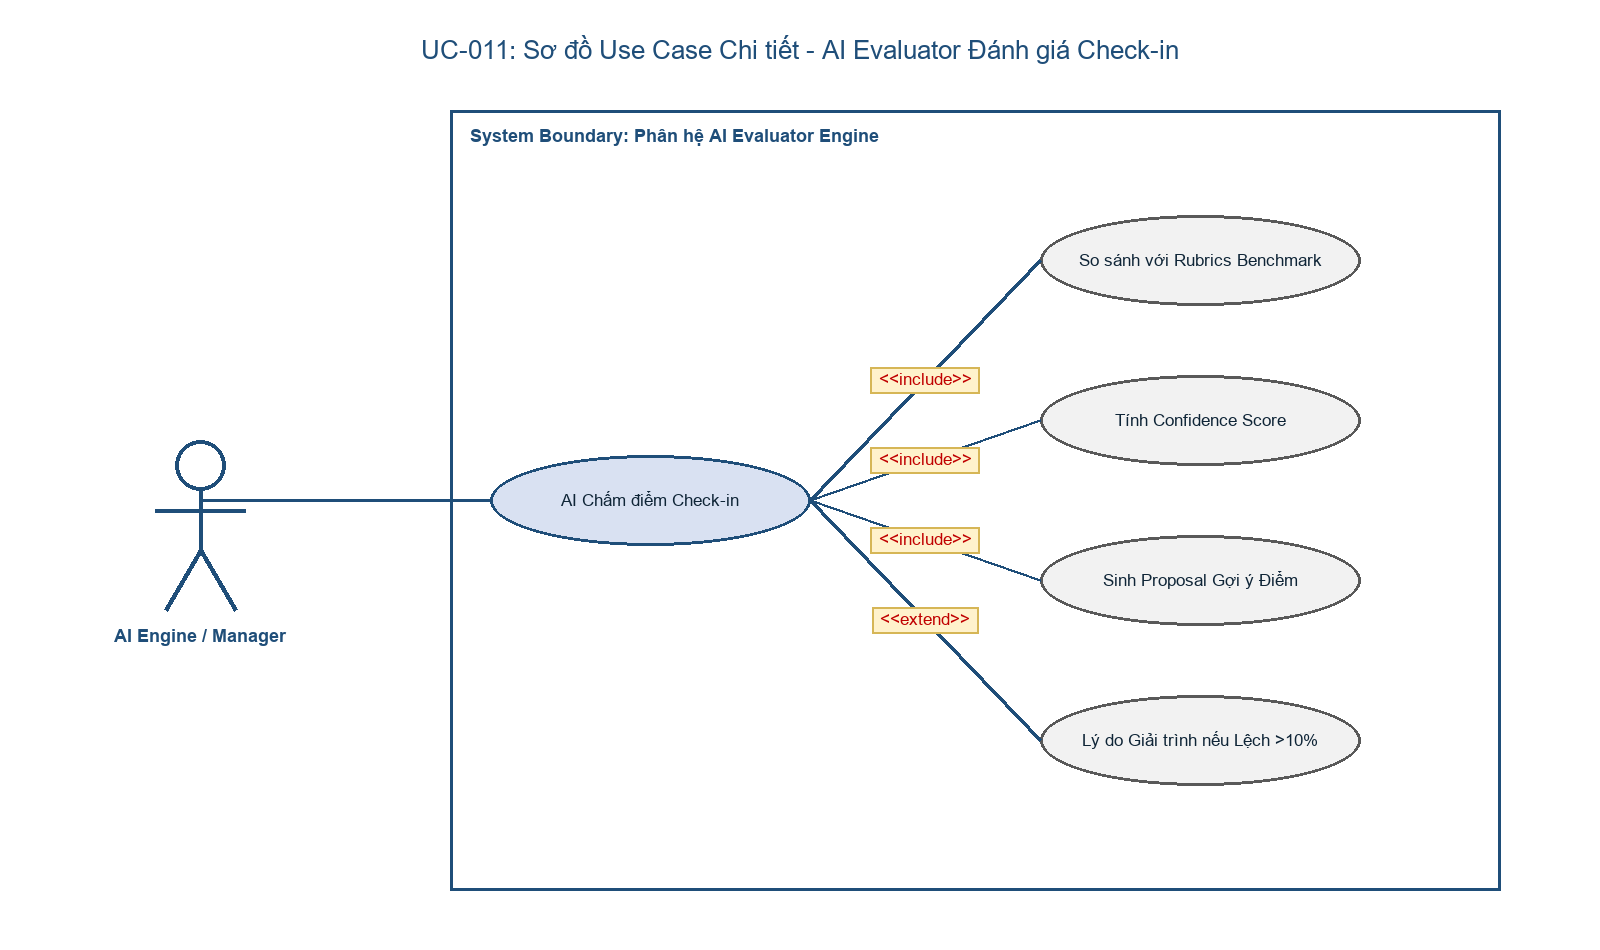 UC-011: Sơ đồ Use Case Chi tiết - AI Evaluator Đánh giá Check-in
System Boundary: Phân hệ AI Evaluator Engine
So sánh với Rubrics Benchmark
<<include>>
Tính Confidence Score
<<include>>
AI Chấm điểm Check-in
<<include>>
Sinh Proposal Gợi ý Điểm
<<extend>>
AI Engine / Manager
Lý do Giải trình nếu Lệch >10%